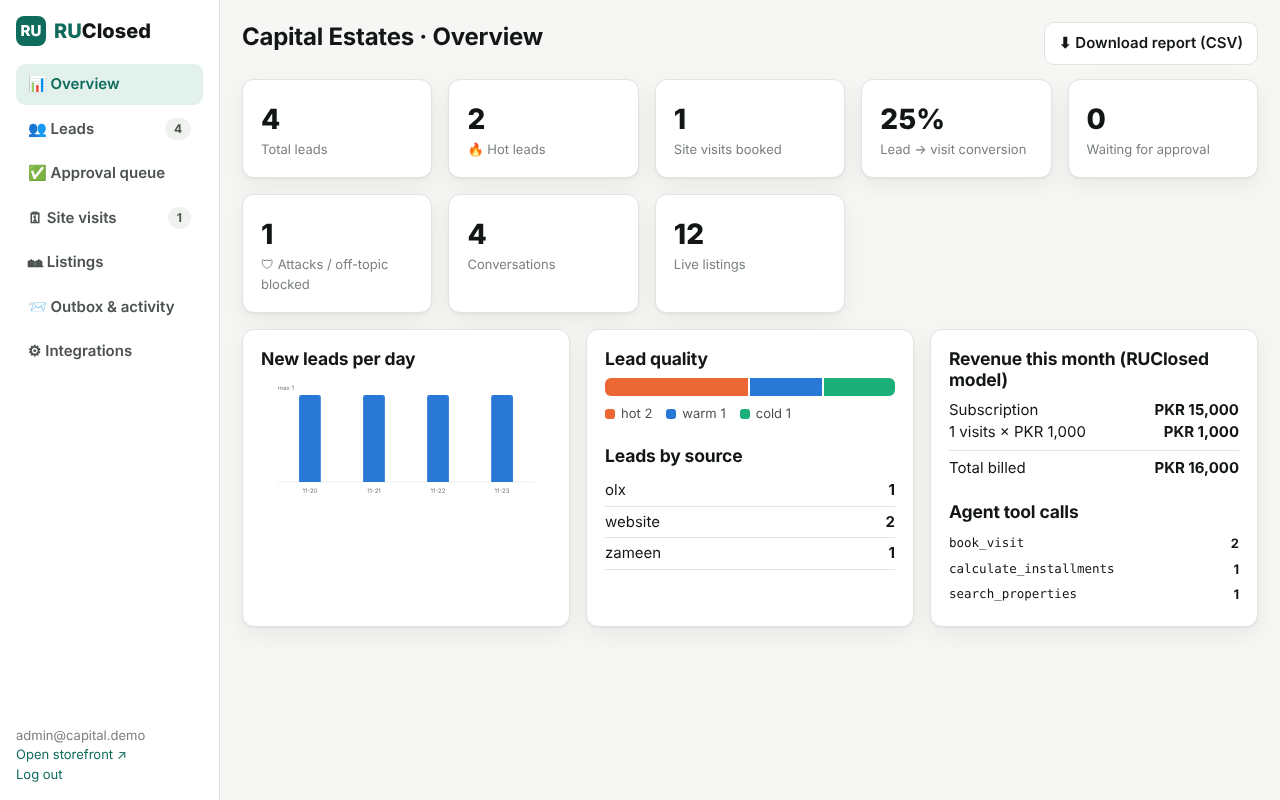 RU RUClosed
📊 Overview
👥 Leads 4
✅ Approval queue
🗓 Site visits 1
🏘 Listings
📨 Outbox & activity
⚙ Integrations
admin@capital.demo
Open storefront ↗
Log out
Capital Estates · Overview
⬇ Download report (CSV)
4
Total leads
2
🔥 Hot leads
1
Site visits booked
25%
Lead → visit conversion
0
Waiting for approval
1
🛡 Attacks / off-topic
blocked
4
Conversations
12
Live listings
New leads per day
max 1
11-20 11-21 11-22 11-23
Lead quality
hot 2 warm 1 cold 1
Leads by source
olx 1
website 2
zameen 1
Revenue this month (RUClosed
model)
Subscription PKR 15,000
1 visits × PKR 1,000 PKR 1,000
Total billed PKR 16,000
Agent tool calls
book_visit 2
calculate_installments 1
search_properties 1